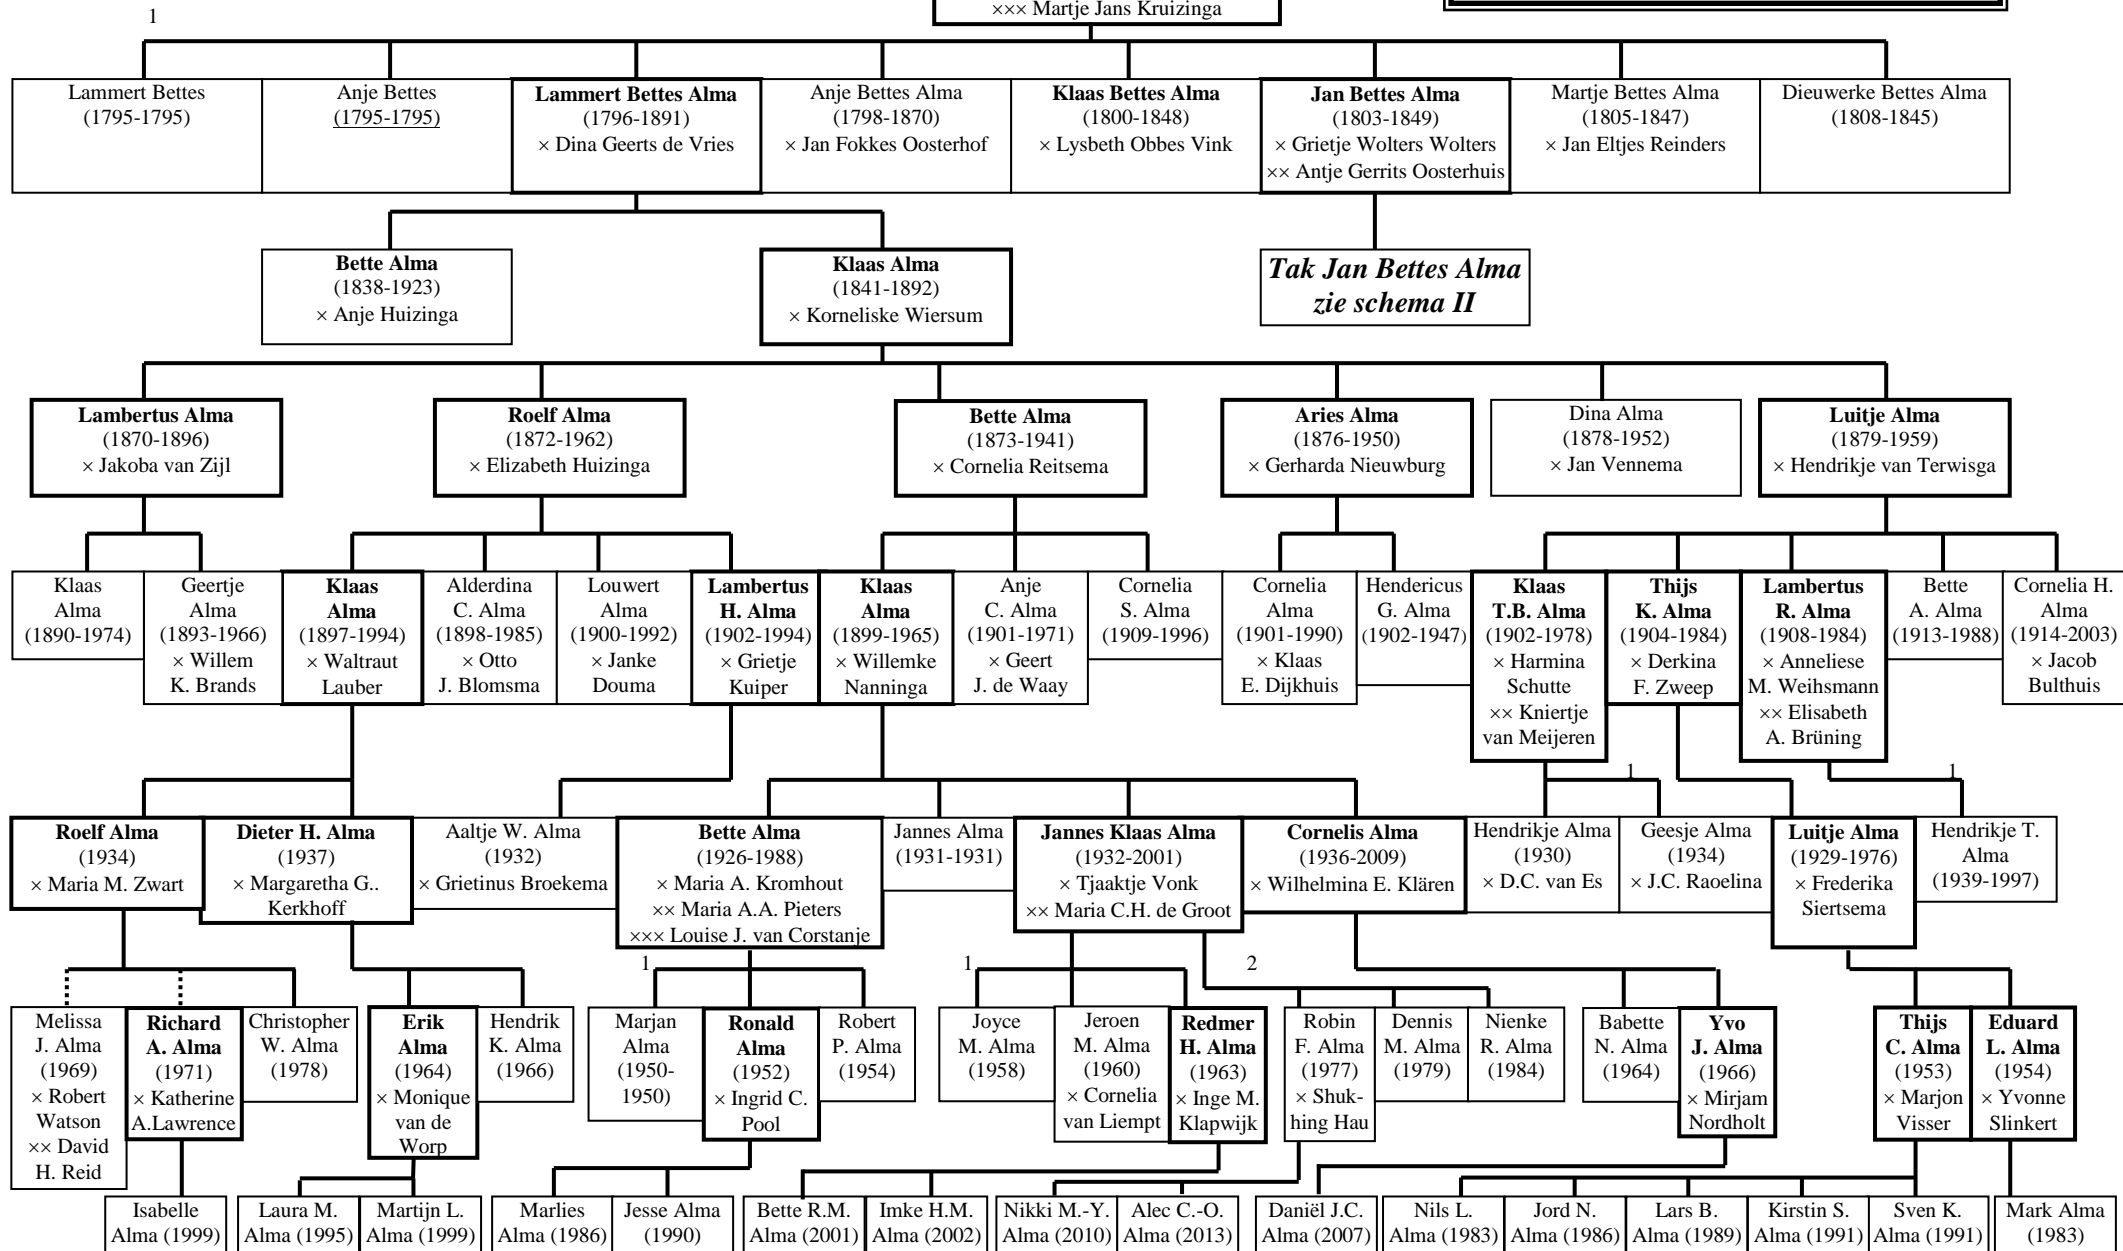 ××× Martje Jans Kruizinga
1
Lammert Bettes
(1795-1795)
Anje Bettes
(1795-1795)
Lammert Bettes Alma
(1796-1891)
× Dina Geerts de Vries
Anje Bettes Alma
(1798-1870)
× Jan Fokkes Oosterhof
Klaas Bettes Alma
(1800-1848)
× Lysbeth Obbes Vink
Jan Bettes Alma
(1803-1849)
× Grietje Wolters Wolters
×× Antje Gerrits Oosterhuis
Martje Bettes Alma
(1805-1847)
× Jan Eltjes Reinders
Dieuwerke Bettes Alma
(1808-1845)
Bette Alma
(1838-1923)
× Anje Huizinga
Klaas Alma
(1841-1892)
× Korneliske Wiersum
Tak Jan Bettes Alma
zie schema II
Lambertus Alma
(1870-1896)
× Jakoba van Zijl
Roelf Alma
(1872-1962)
× Elizabeth Huizinga
Bette Alma
(1873-1941)
× Cornelia Reitsema
Aries Alma
(1876-1950)
× Gerharda Nieuwburg
Dina Alma
(1878-1952)
× Jan Vennema
Luitje Alma
(1879-1959)
× Hendrikje van Terwisga
Klaas
Alma
(1890-1974)
Geertje
Alma
(1893-1966)
× Willem
K. Brands
Klaas
Alma
(1897-1994)
× Waltraut
Lauber
Alderdina
C. Alma
(1898-1985)
× Otto
J. Blomsma
Louwert
Alma
(1900-1992)
× Janke
Douma
Lambertus
H. Alma
(1902-1994)
× Grietje
Kuiper
Klaas
Alma
(1899-1965)
× Willemke
Nanninga
Anje
C. Alma
(1901-1971)
× Geert
J. de Waay
Cornelia
S. Alma
(1909-1996)
Cornelia
Alma
(1901-1990)
× Klaas
E. Dijkhuis
Hendericus
G. Alma
(1902-1947)
Klaas
T.B. Alma
(1902-1978)
× Harmina
Schutte
×× Kniertje
van Meijeren
Thijs
K. Alma
(1904-1984)
× Derkina
F. Zweep
Lambertus
R. Alma
(1908-1984)
× Anneliese
M. Weihsmann
×× Elisabeth
A. Brüning
Bette
A. Alma
(1913-1988)
Cornelia H.
Alma
(1914-2003)
× Jacob
Bulthuis
1
1
Roelf Alma
(1934)
× Maria M. Zwart
Dieter H. Alma
(1937)
× Margaretha G..
Kerkhoff
Aaltje W. Alma
(1932)
× Grietinus Broekema
Bette Alma
(1926-1988)
× Maria A. Kromhout
×× Maria A.A. Pieters
××× Louise J. van Corstanje
Jannes Alma
(1931-1931)
Jannes Klaas Alma
(1932-2001)
× Tjaaktje Vonk
×× Maria C.H. de Groot
Cornelis Alma
(1936-2009)
× Wilhelmina E. Klären
Hendrikje Alma
(1930)
× D.C. van Es
Geesje Alma
(1934)
× J.C. Raoelina
Luitje Alma
(1929-1976)
× Frederika
Siertsema
Hendrikje T.
Alma
(1939-1997)
1
1
2
Melissa
J. Alma
(1969)
× Robert
Watson
×× David
H. Reid
Richard
A. Alma
(1971)
× Katherine
A.Lawrence
Christopher
W. Alma
(1978)
Erik
Alma
(1964)
× Monique
van de
Worp
Hendrik
K. Alma
(1966)
Marjan
Alma
(1950-
1950)
Ronald
Alma
(1952)
× Ingrid C.
Pool
Robert
P. Alma
(1954)
Joyce
M. Alma
(1958)
Jeroen
M. Alma
(1960)
× Cornelia
van Liempt
Redmer
H. Alma
(1963)
× Inge M.
Klapwijk
Robin
F. Alma
(1977)
× Shuk-
hing Hau
Dennis
M. Alma
(1979)
Nienke
R. Alma
(1984)
Babette
N. Alma
(1964)
Yvo
J. Alma
(1966)
× Mirjam
Nordholt
Thijs
C. Alma
(1953)
× Marjon
Visser
Eduard
L. Alma
(1954)
× Yvonne
Slinkert
Isabelle
Alma (1999)
Laura M.
Alma (1995)
Martijn L.
Alma (1999)
Marlies
Alma (1986)
Jesse Alma
(1990)
Bette R.M.
Alma (2001)
Imke H.M.
Alma (2002)
Nikki M.-Y.
Alma (2010)
Alec C.-O.
Alma (2013)
Daniël J.C.
Alma (2007)
Nils L.
Alma (1983)
Jord N.
Alma (1986)
Lars B.
Alma (1989)
Kirstin S.
Alma (1991)
Sven K.
Alma (1991)
Mark Alma
(1983)